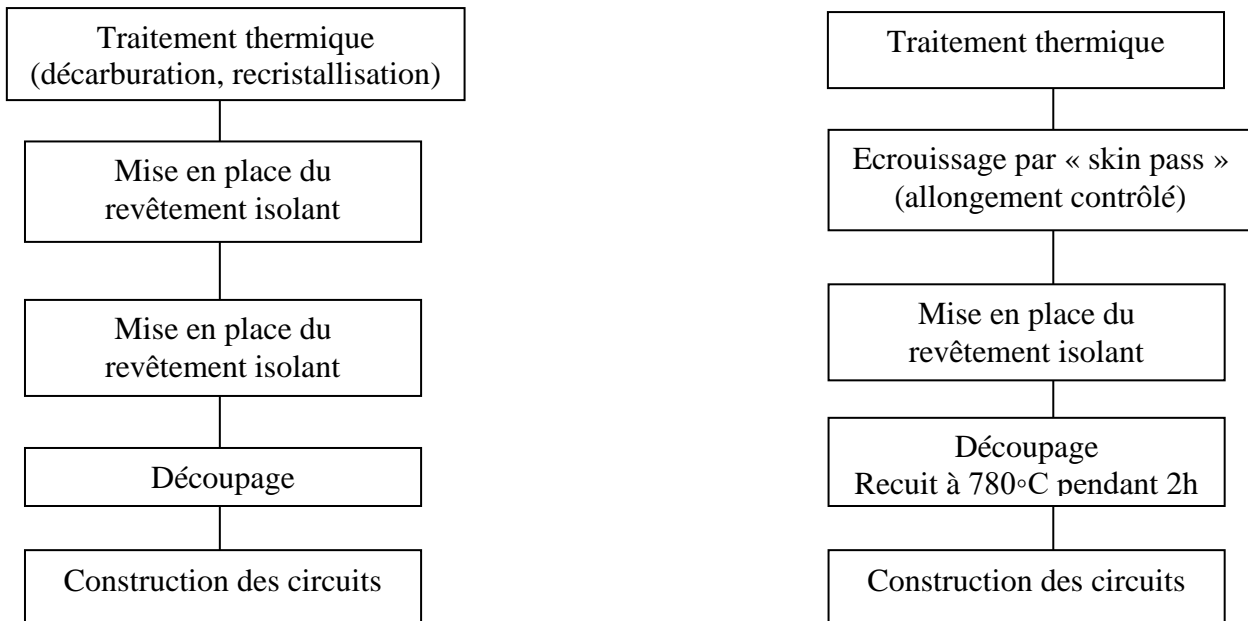 Traitement thermique
(décarburation, recristallisation)
Mise en place du
revêtement isolant
Mise en place du
revêtement isolant
Découpage
Construction des circuits
Traitement thermique
Ecrouissage par « skin pass »
(allongement contrôlé)
Mise en place du
revêtement isolant
Découpage
Recuit à 780◦C pendant 2h
Construction des circuits